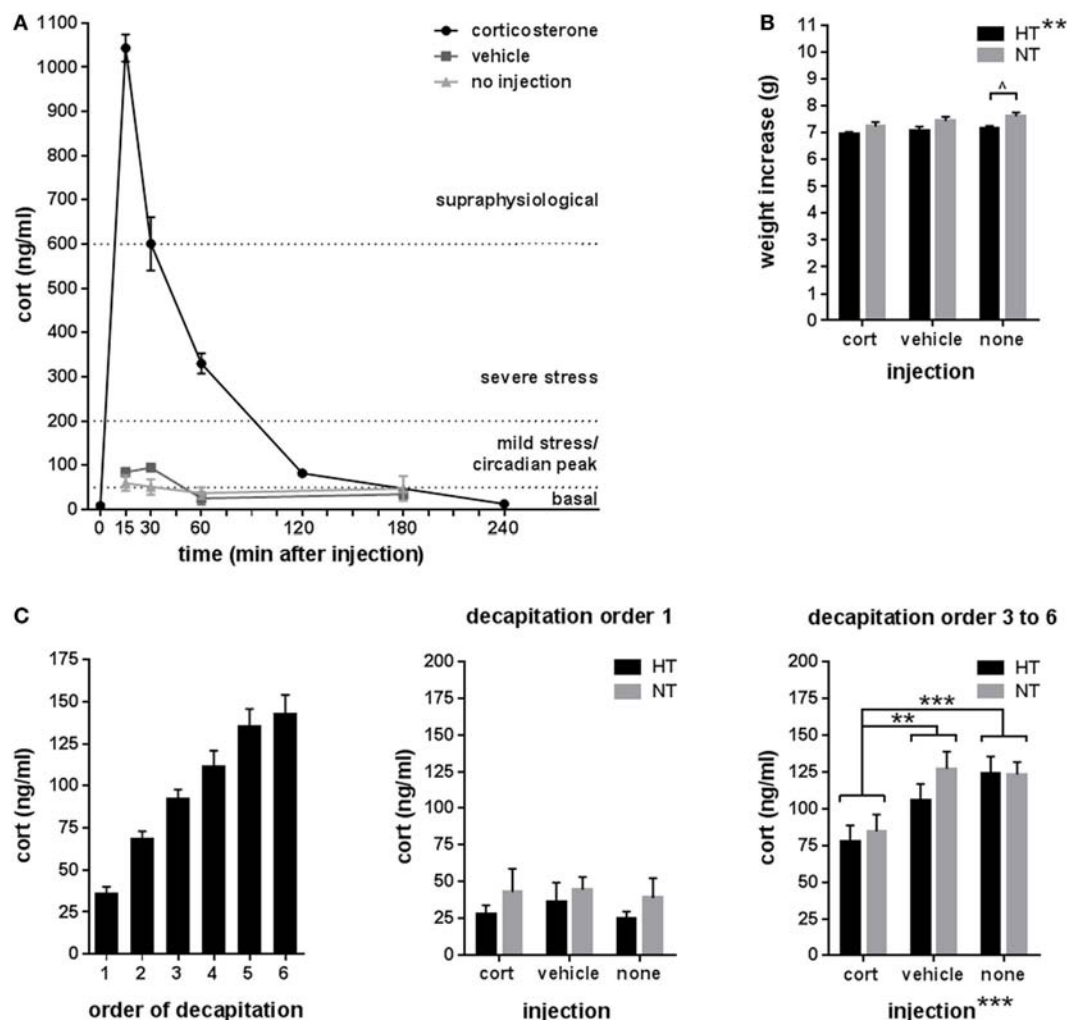 A
1100
1000
900
800
700
600
500
400
300
200
100
0
cort (ng/ml)
corticosterone
vehicle
no injection
supraphysiological
severe stress
mild stress/
circadian peak
basal
0 15 30 60 120 180 240
time (min after injection)
B
11
10
9
8
7
6
5
4
3
2
1
0
weight increase (g)
HT**
NT
^
cort vehicle none
injection
C
175
150
125
100
75
50
25
0
cort (ng/ml)
1 2 3 4 5 6
order of decapitation
decapitation order 1
200
175
150
125
100
75
50
25
0
cort (ng/ml)
HT
NT
cort vehicle none
injection
decapitation order 3 to 6
200
175
150
125
100
75
50
25
0
cort (ng/ml)
HT
NT
***
**
cort vehicle none
injection***